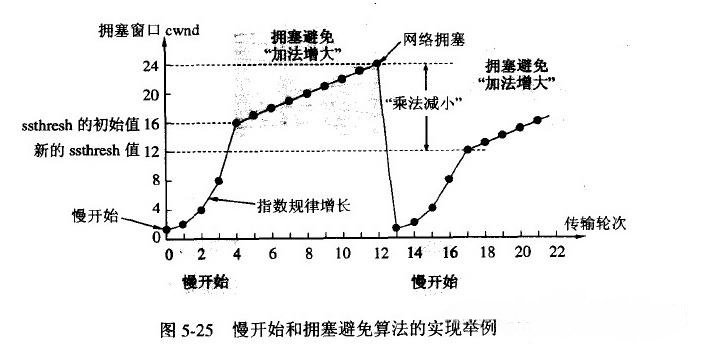 拥塞窗口 cwnd
拥塞避免
“加法增大”
网络拥塞
拥塞避免
“加法增大”
24
20
“乘法减小”
ssthresh 的初始值 16
新的 ssthresh 值 12
8
4
指数规律增长
慢开始
0
传输轮次
0 2 4 6 8 10 12 14 16 18 20 22
慢开始
慢开始
图 5-25 慢开始和拥塞避免算法的实现举例